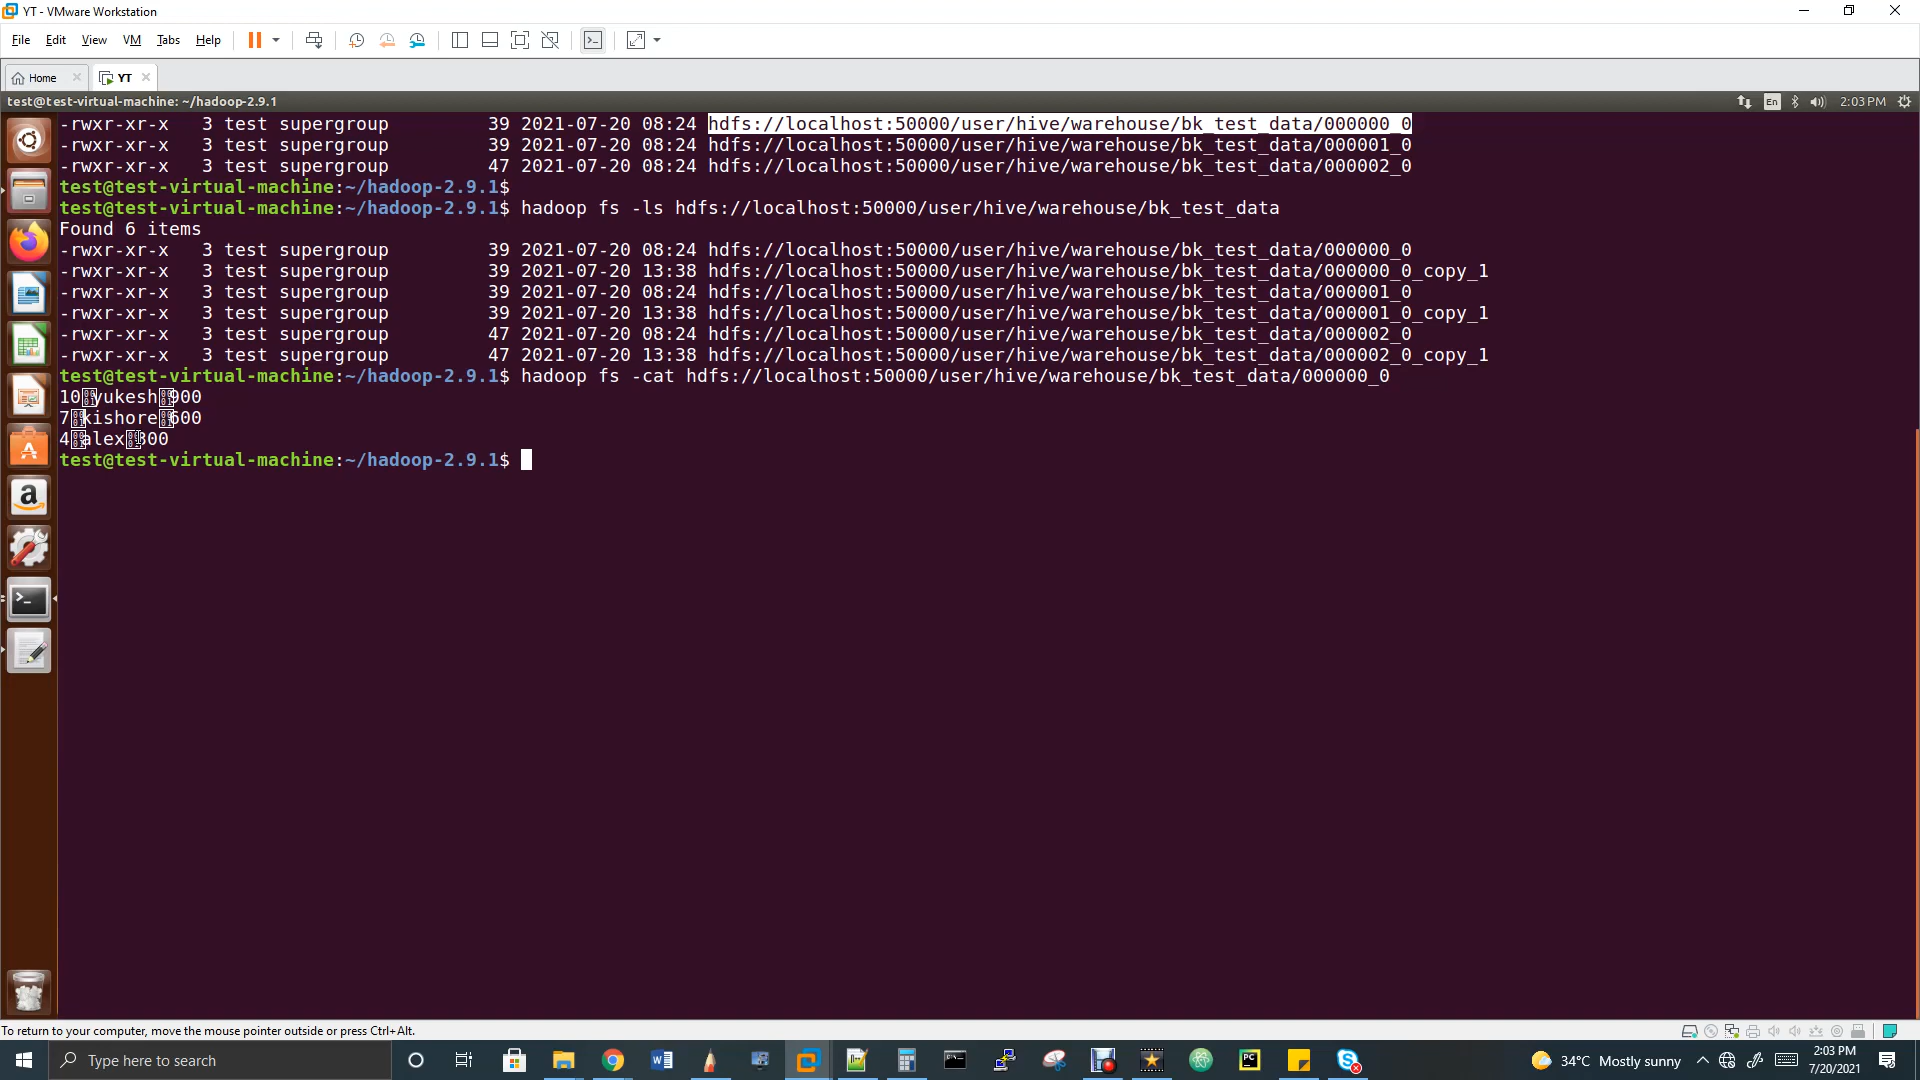 YT - VMware Workstation
File Edit View VM Tabs Help
Home YT
test@test-virtual-machine: ~/hadoop-2.9.1 En 2:03 PM
-rwxr-xr-x 3 test supergroup 39 2021-07-20 08:24 hdfs://localhost:50000/user/hive/warehouse/bk_test_data/000000_0
-rwxr-xr-x 3 test supergroup 39 2021-07-20 08:24 hdfs://localhost:50000/user/hive/warehouse/bk_test_data/000001_0
-rwxr-xr-x 3 test supergroup 47 2021-07-20 08:24 hdfs://localhost:50000/user/hive/warehouse/bk_test_data/000002_0
test@test-virtual-machine:~/hadoop-2.9.1$
test@test-virtual-machine:~/hadoop-2.9.1$ hadoop fs -ls hdfs://localhost:50000/user/hive/warehouse/bk_test_data
Found 6 items
-rwxr-xr-x 3 test supergroup 39 2021-07-20 08:24 hdfs://localhost:50000/user/hive/warehouse/bk_test_data/000000_0
-rwxr-xr-x 3 test supergroup 39 2021-07-20 13:38 hdfs://localhost:50000/user/hive/warehouse/bk_test_data/000000_0_copy_1
-rwxr-xr-x 3 test supergroup 39 2021-07-20 08:24 hdfs://localhost:50000/user/hive/warehouse/bk_test_data/000001_0
-rwxr-xr-x 3 test supergroup 39 2021-07-20 13:38 hdfs://localhost:50000/user/hive/warehouse/bk_test_data/000001_0_copy_1
-rwxr-xr-x 3 test supergroup 47 2021-07-20 08:24 hdfs://localhost:50000/user/hive/warehouse/bk_test_data/000002_0
-rwxr-xr-x 3 test supergroup 47 2021-07-20 13:38 hdfs://localhost:50000/user/hive/warehouse/bk_test_data/000002_0_copy_1
test@test-virtual-machine:~/hadoop-2.9.1$ hadoop fs -cat hdfs://localhost:50000/user/hive/warehouse/bk_test_data/000000_0
10 yukesh 900
7 kishore 600
4 alex 300
test@test-virtual-machine:~/hadoop-2.9.1$
To return to your computer, move the mouse pointer outside or press Ctrl+Alt.
Type here to search
34°C Mostly sunny
2:03 PM
7/20/2021